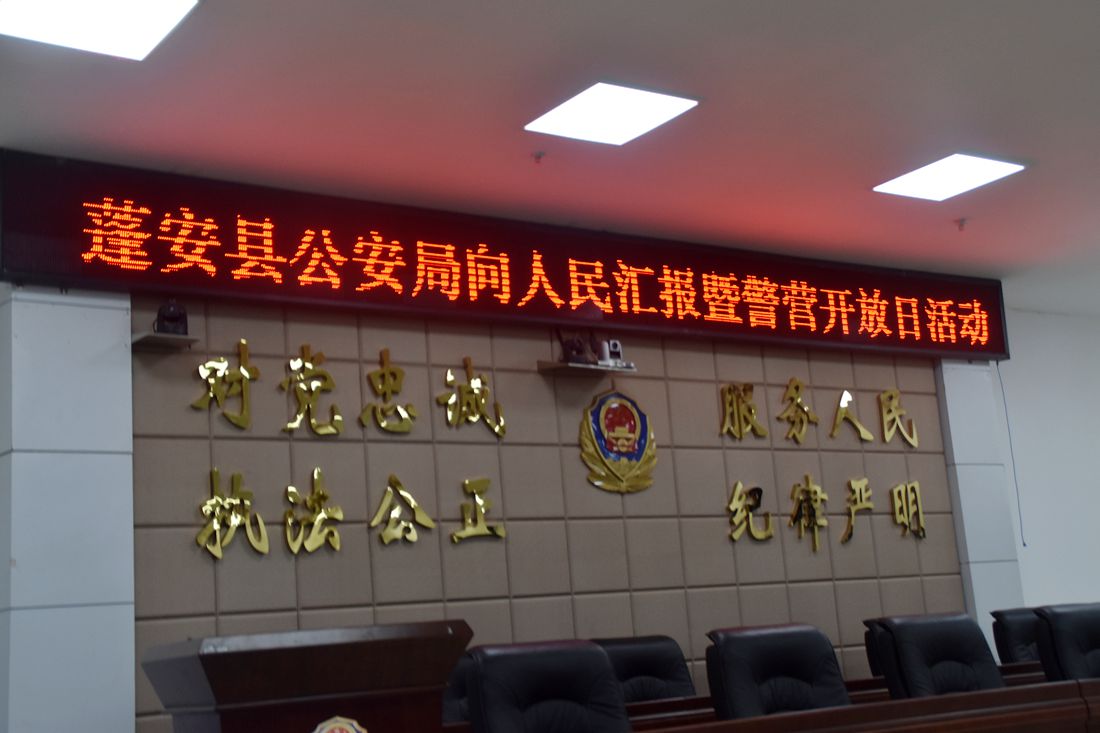 蓬安县公安局向人民汇报暨警营开放日活动
对党忠诚 服务人民
执法公正 纪律严明